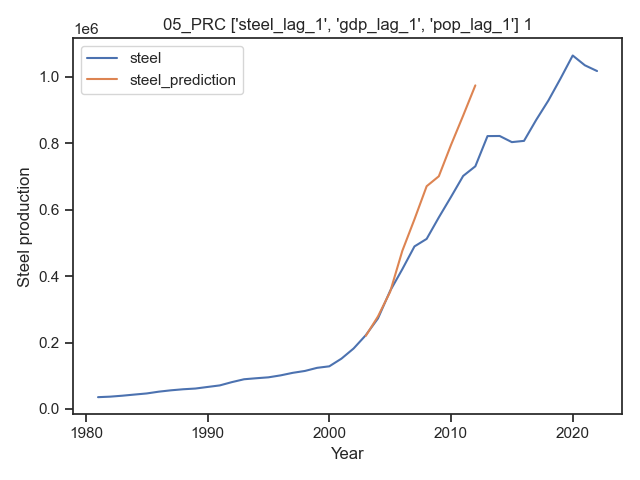 05_PRC ['steel_lag_1', 'gdp_lag_1', 'pop_lag_1'] 1
1e6
steel
steel_prediction
1.0
0.8
0.6
0.4
0.2
0.0
Steel production
1980
1990
2000
2010
2020
Year